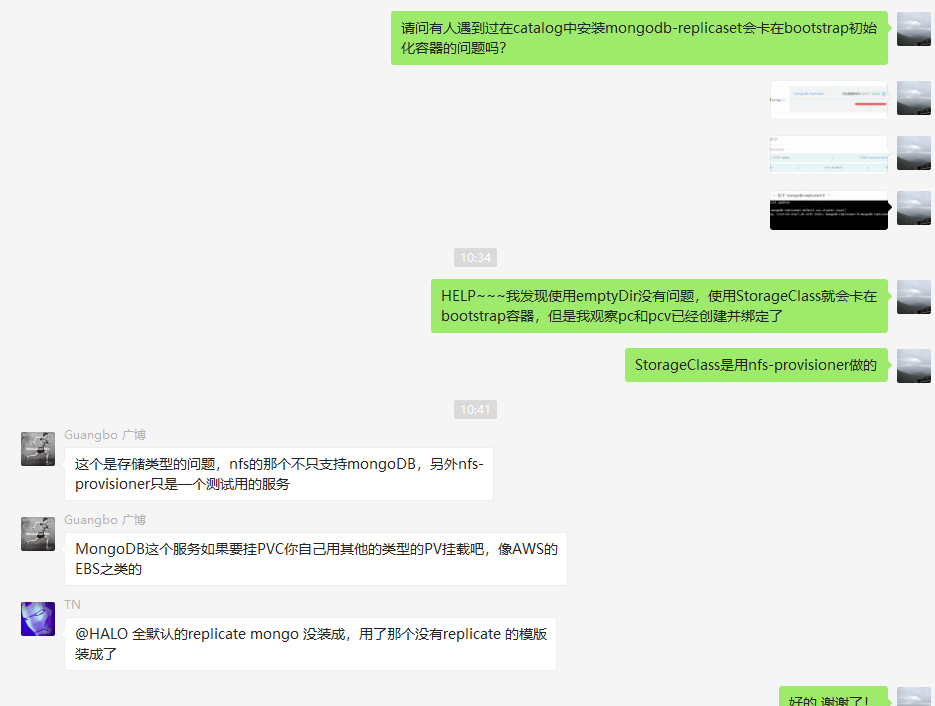 请问有人遇到过在catalog中安装mongodb-replicaset会卡在bootstrap初始
化容器的问题吗?
10:34
HELP~~~我发现使用emptyDir没有问题，使用StorageClass就会卡在
bootstrap容器，但是我观察pc和pcv已经创建并绑定了
StorageClass是用nfs-provisioner做的
10:41
Guangbo 广博
这个是存储类型的问题，nfs的那个不只支持mongoDB，另外nfs-
provisioner只是一个测试用的服务
Guangbo 广博
MongoDB这个服务如果要挂PVC你自己用其他的类型的PV挂载吧，像AWS的
EBS之类的
TN
@HALO 全默认的replicate mongo 没装成，用了那个没有replicate 的模版
装成了
好的 谢谢了!